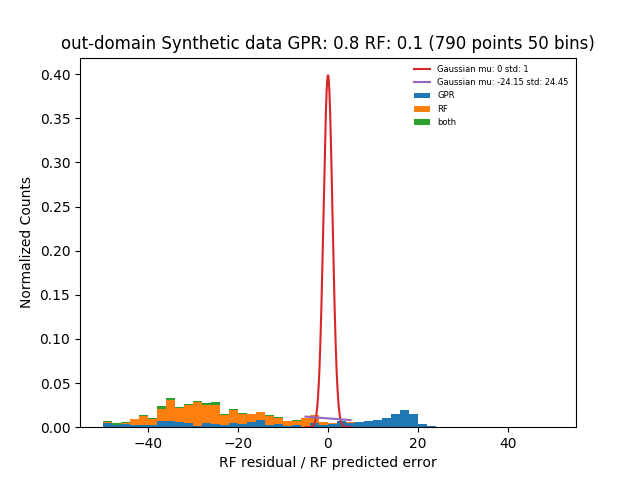 out-domain Synthetic data GPR: 0.8 RF: 0.1 (790 points 50 bins)
Gaussian mu: 0 std: 1
Gaussian mu: -24.15 std: 24.45
GPR
RF
both
Normalized Counts
0.40
0.35
0.30
0.25
0.20
0.15
0.10
0.05
0.00
−40 −20 0 20 40
RF residual / RF predicted error